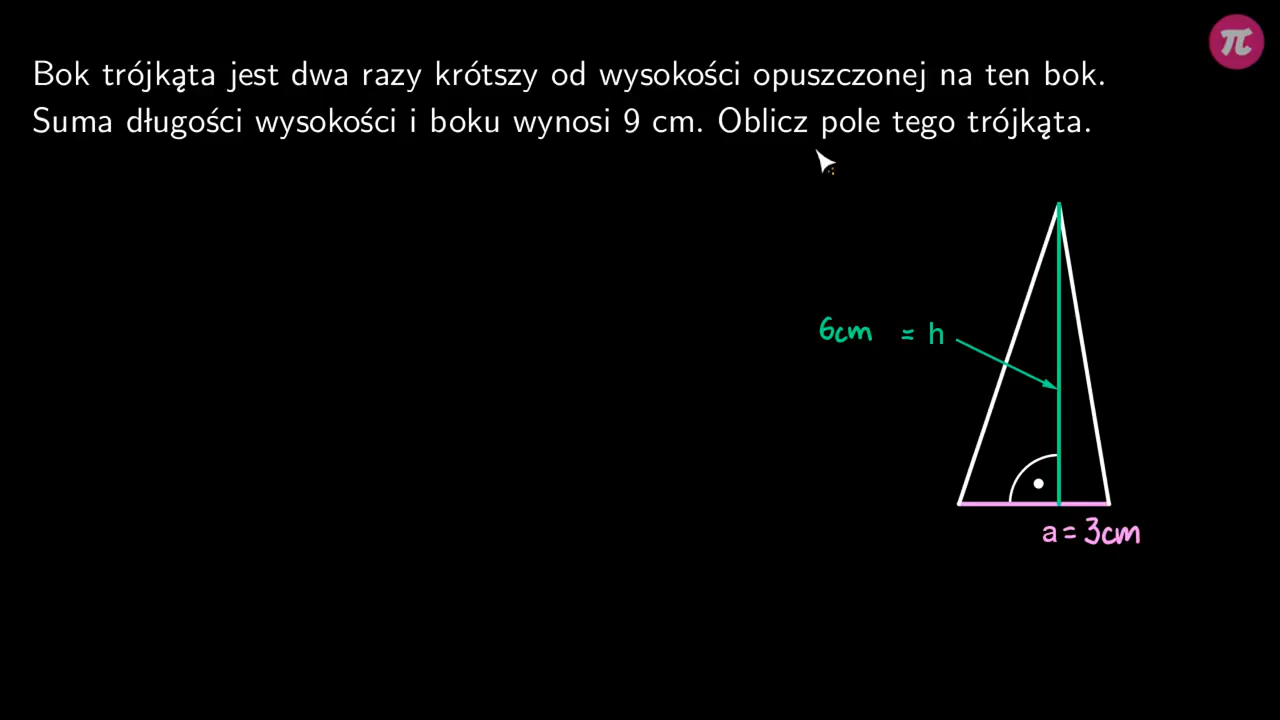 π
Bok trójkąta jest dwa razy krótszy od wysokości opuszczonej na ten bok.
Suma długości wysokości i boku wynosi 9 cm. Oblicz pole tego trójkąta.
6cm = h
a = 3cm